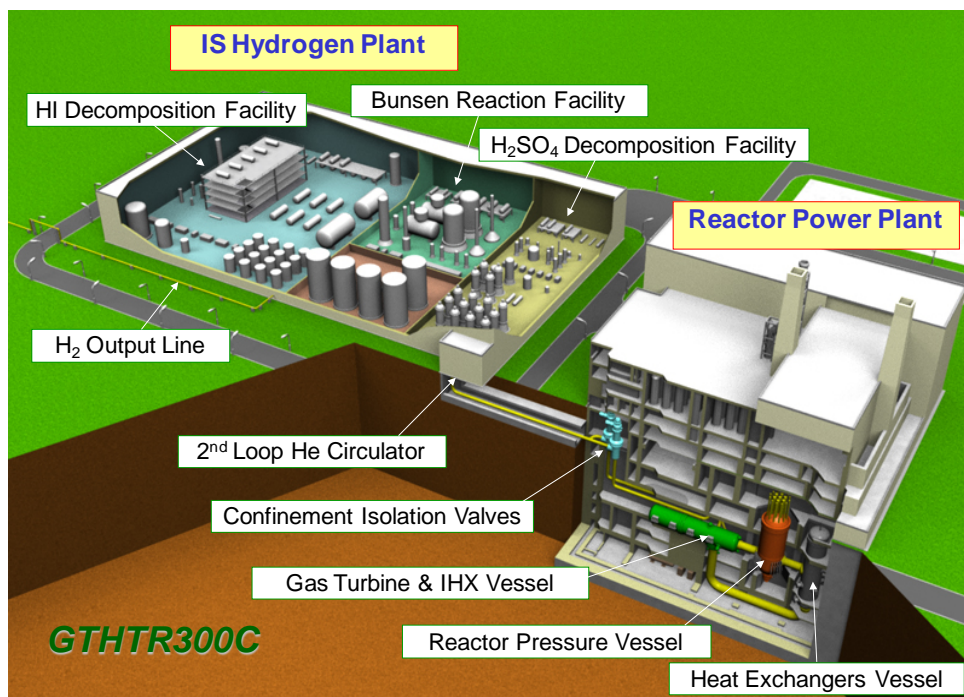 IS Hydrogen Plant
HI Decomposition Facility
Bunsen Reaction Facility
H₂SO₄ Decomposition Facility
Reactor Power Plant
H₂ Output Line
2ⁿᵈ Loop He Circulator
Confinement Isolation Valves
Gas Turbine & IHX Vessel
Reactor Pressure Vessel
Heat Exchangers Vessel
GTHTR300C